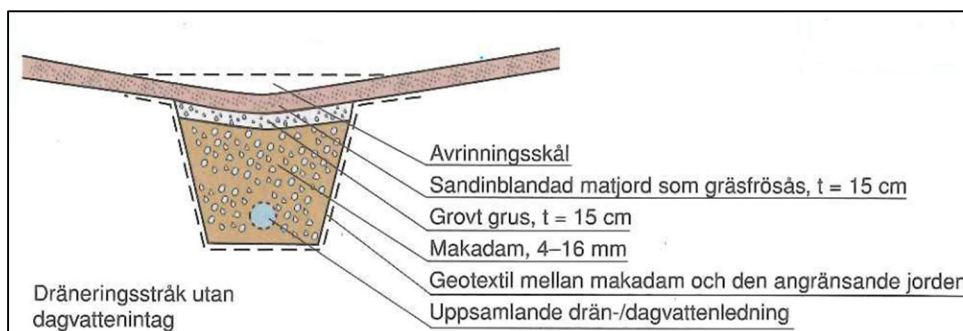 Avrinningsskål
Sandinblandad matjord som gräsfrösås, t = 15 cm
Grovt grus, t = 15 cm
Makadam, 4–16 mm
Geotextil mellan makadam och den angränsande jorden
Uppsamlande drän-/dagvattenledning
Dräneringsstråk utan
dagvattenintag